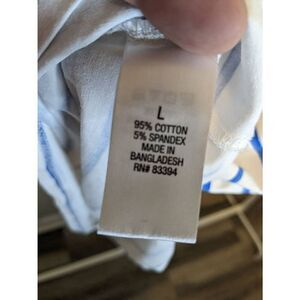 L
95% COTTON
5% SPANDEX
MADE IN
BANGLADESH
RN# 83394